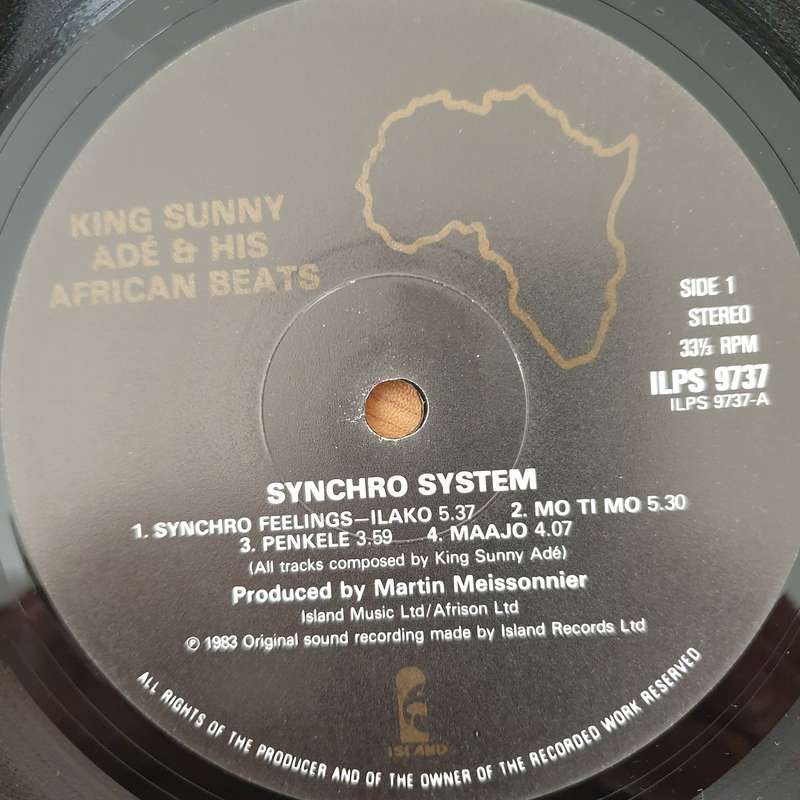 KING SUNNY
ADÉ & HIS
AFRICAN BEATS
SIDE 1
STEREO
33⅓ RPM
ILPS 9737
ILPS 9737-A
SYNCHRO SYSTEM
1. SYNCHRO FEELINGS—ILAKO 5.37 2. MO TI MO 5.30
3. PENKELE 3.59 4. MAAJO 4.07
(All tracks composed by King Sunny Adé)
Produced by Martin Meissonnier
Island Music Ltd/Afrison Ltd
℗ 1983 Original sound recording made by Island Records Ltd
ISLAND
ALL RIGHTS OF THE PRODUCER AND OF THE OWNER OF THE RECORDED WORK RESERVED